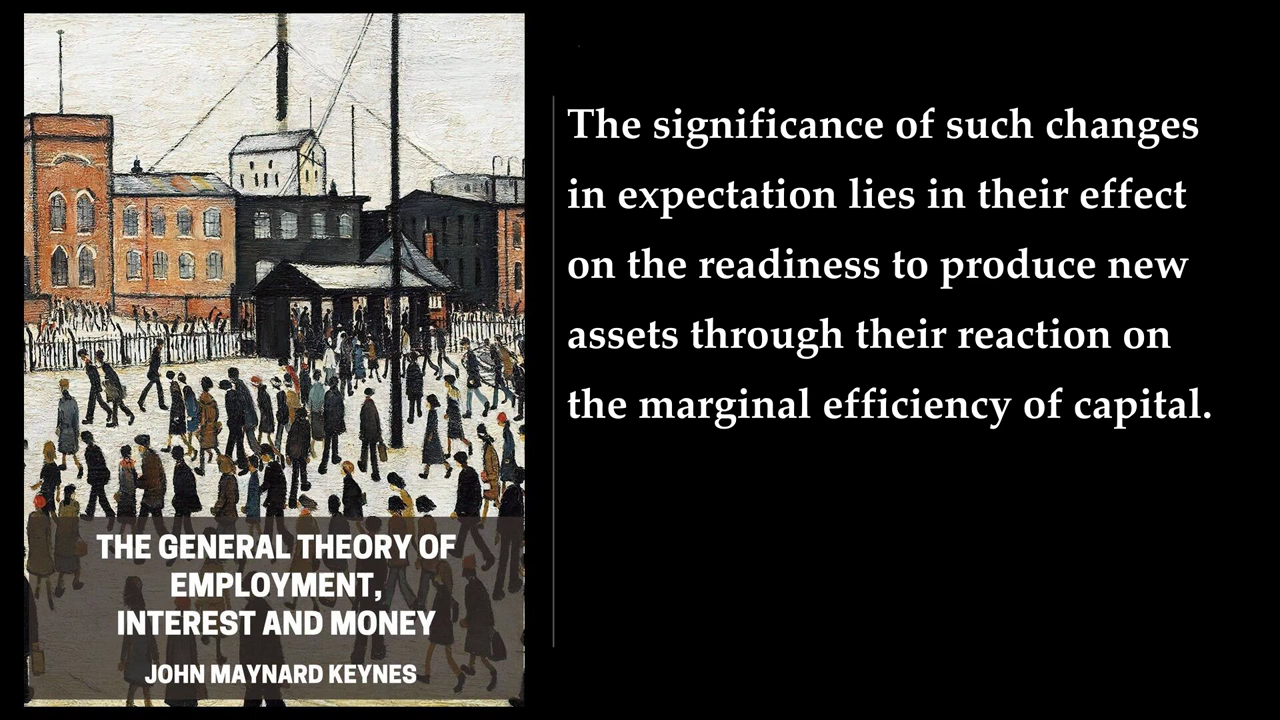 THE GENERAL THEORY OF
EMPLOYMENT,
INTEREST AND MONEY
JOHN MAYNARD KEYNES
The significance of such changes
in expectation lies in their effect
on the readiness to produce new
assets through their reaction on
the marginal efficiency of capital.